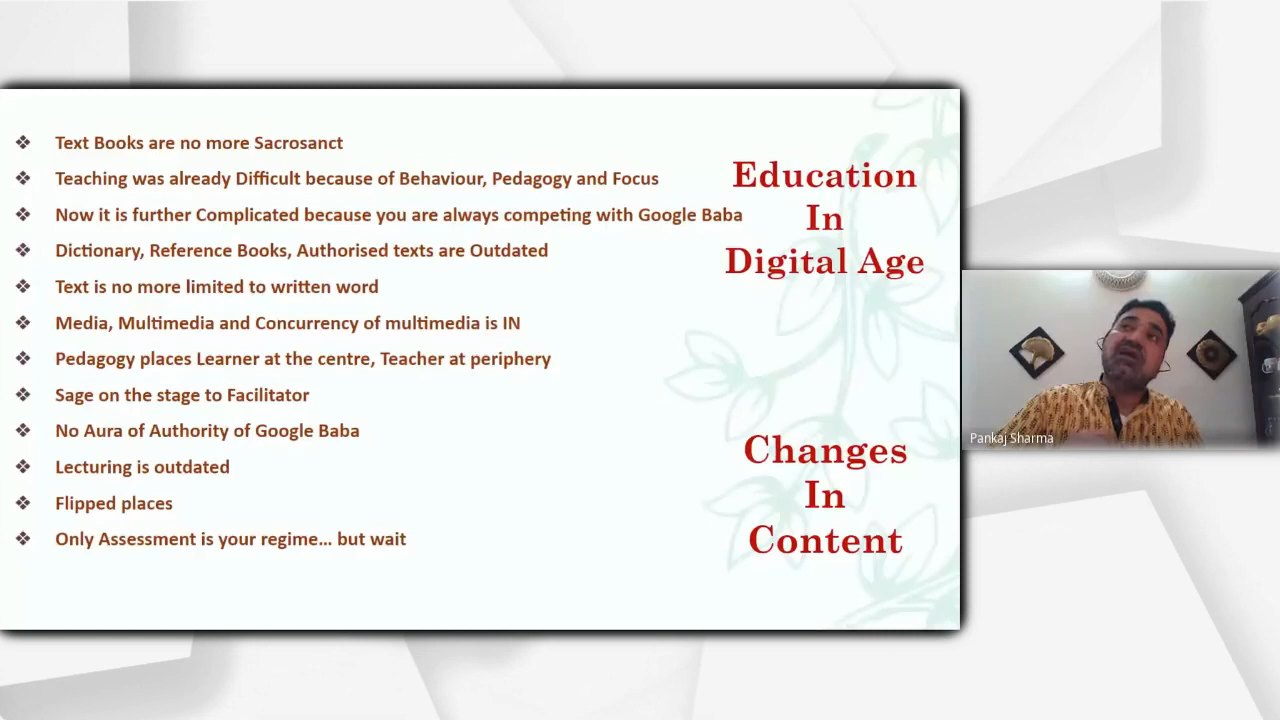 Text Books are no more Sacrosanct
Teaching was already Difficult because of Behaviour, Pedagogy and Focus
Now it is further Complicated because you are always competing with Google Baba
Dictionary, Reference Books, Authorised texts are Outdated
Text is no more limited to written word
Media, Multimedia and Concurrency of multimedia is IN
Pedagogy places Learner at the centre, Teacher at periphery
Sage on the stage to Facilitator
No Aura of Authority of Google Baba
Lecturing is outdated
Flipped places
Only Assessment is your regime... but wait
Education
In
Digital Age
Changes
In
Content
Pankaj Sharma